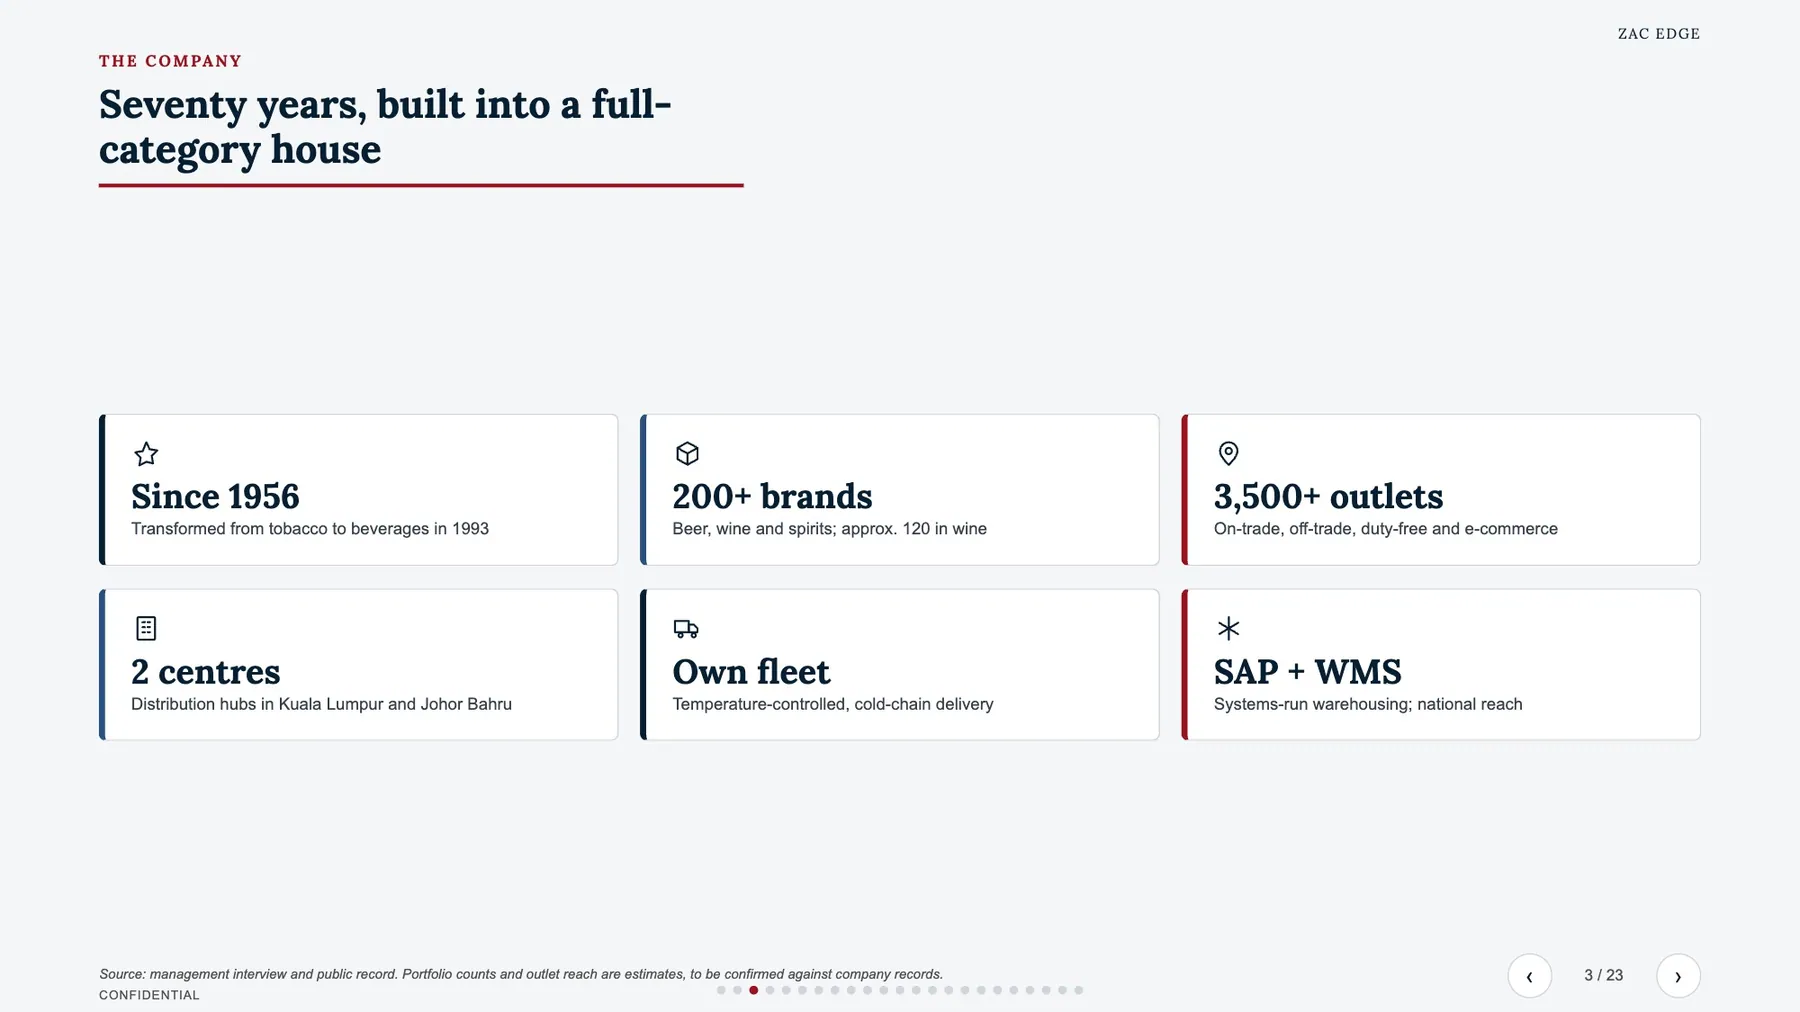 ZAC EDGE
THE COMPANY
Seventy years, built into a full-
category house
Since 1956
Transformed from tobacco to beverages in 1993
200+ brands
Beer, wine and spirits; approx. 120 in wine
3,500+ outlets
On-trade, off-trade, duty-free and e-commerce
2 centres
Distribution hubs in Kuala Lumpur and Johor Bahru
Own fleet
Temperature-controlled, cold-chain delivery
SAP + WMS
Systems-run warehousing; national reach
Source: management interview and public record. Portfolio counts and outlet reach are estimates, to be confirmed against company records.
CONFIDENTIAL
‹ 3 / 23 ›